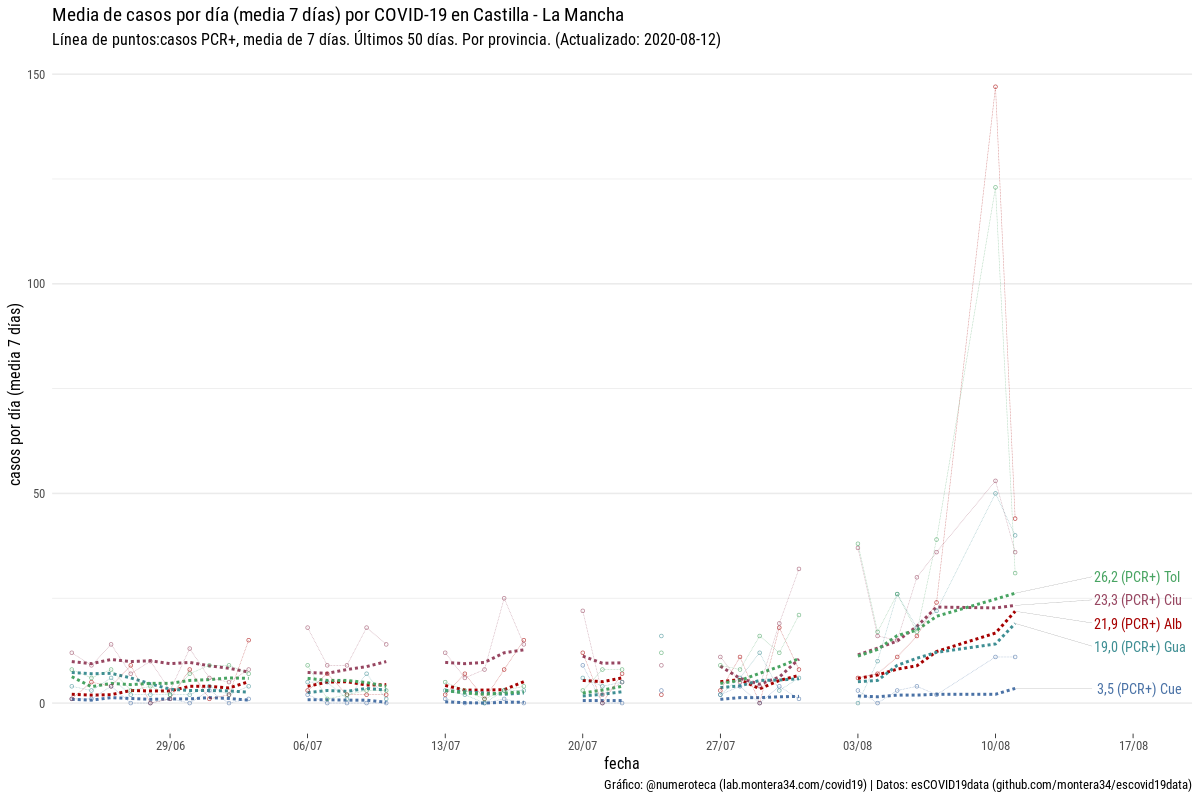 Media de casos por día (media 7 días) por COVID-19 en Castilla - La Mancha
Línea de puntos:casos PCR+, media de 7 días. Últimos 50 días. Por provincia. (Actualizado: 2020-08-12)
casos por día (media 7 días)
150
100
50
0
26,2 (PCR+) Tol
23,3 (PCR+) Ciu
21,9 (PCR+) Alb
19,0 (PCR+) Gua
3,5 (PCR+) Cue
29/06
06/07
13/07
20/07
27/07
03/08
10/08
17/08
fecha
Gráfico: @numeroteca (lab.montera34.com/covid19) | Datos: esCOVID19data (github.com/montera34/escovid19data)